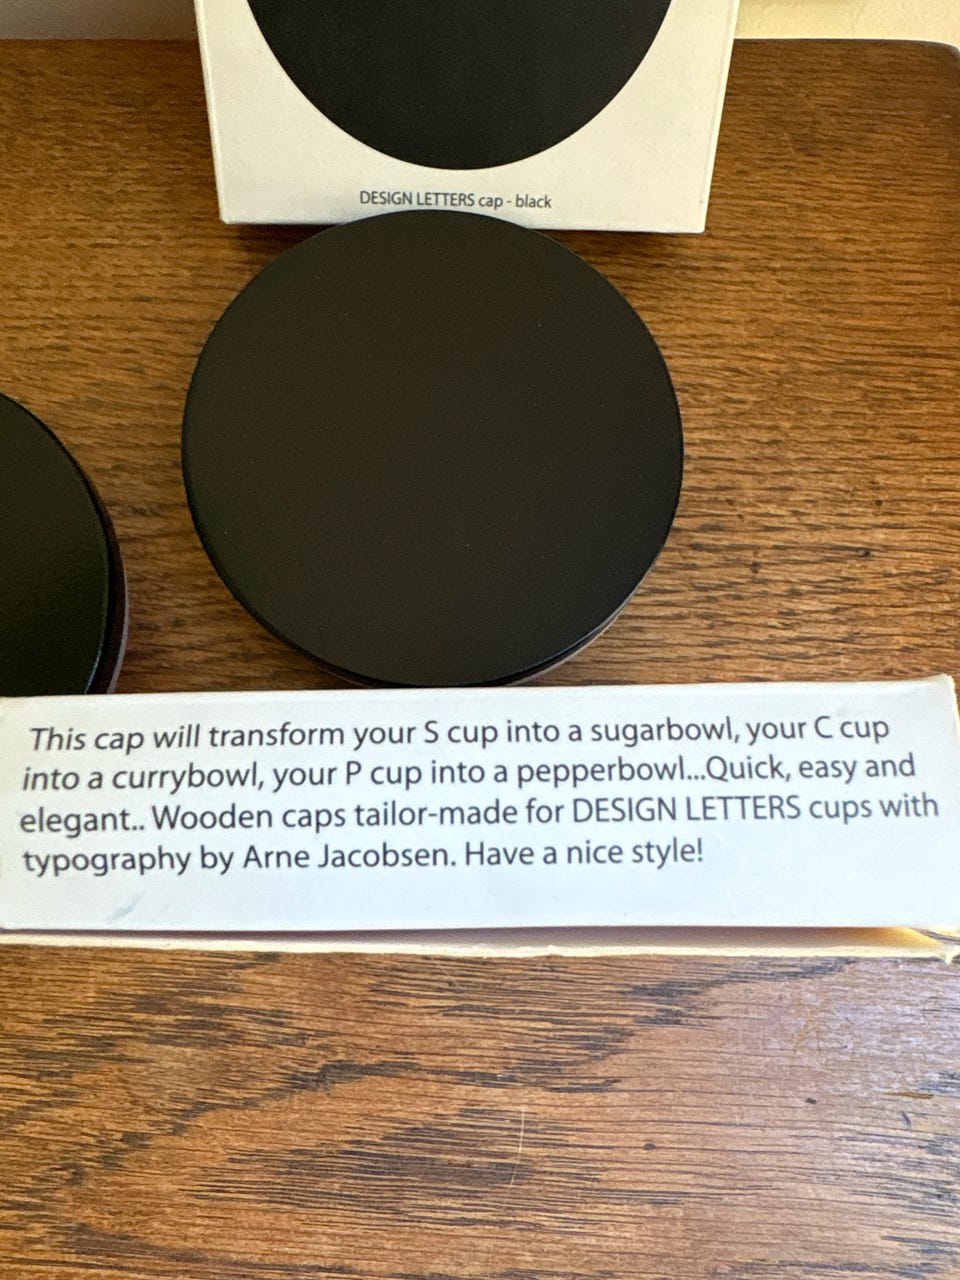 DESIGN LETTERS cap - black
This cap will transform your S cup into a sugarbowl, your C cup
into a currybowl, your P cup into a pepperbowl...Quick, easy and
elegant.. Wooden caps tailor-made for DESIGN LETTERS cups with
typography by Arne Jacobsen. Have a nice style!